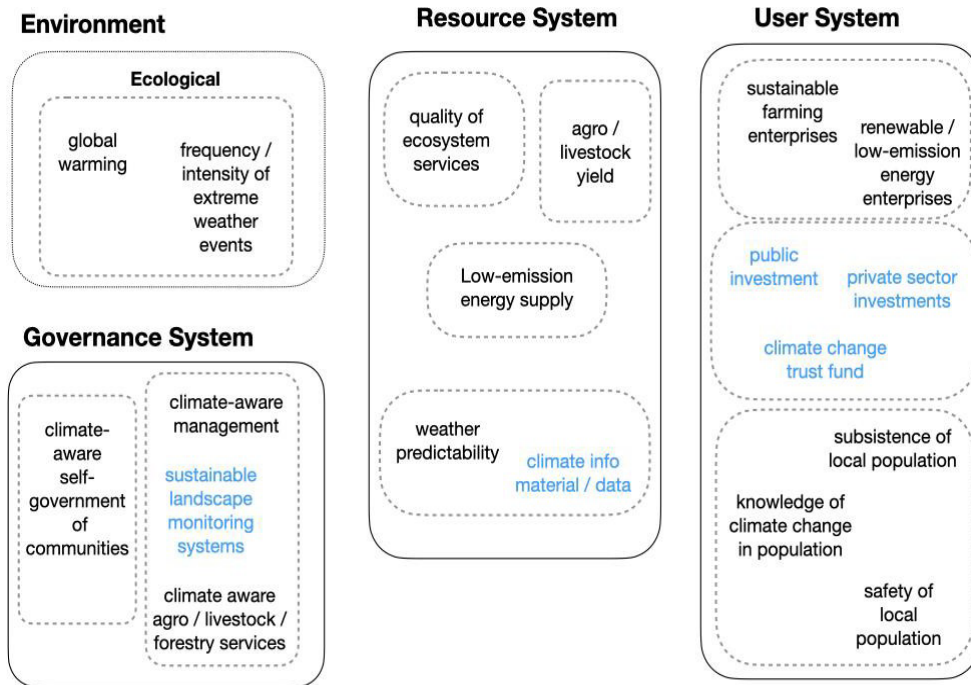 Environment
Ecological
global
warming
frequency /
intensity of
extreme
weather
events
Governance System
climate-
aware
self-
government
of
communities
climate-aware
management
sustainable
landscape
monitoring
systems
climate aware
agro / livestock /
forestry services
Resource System
quality of
ecosystem
services
agro /
livestock
yield
Low-emission
energy supply
weather
predictability
climate info
material / data
User System
sustainable
farming
enterprises
renewable /
low-emission
energy
enterprises
public
investment
private sector
investments
climate change
trust fund
subsistence of
local population
knowledge of
climate change
in population
safety of
local
population